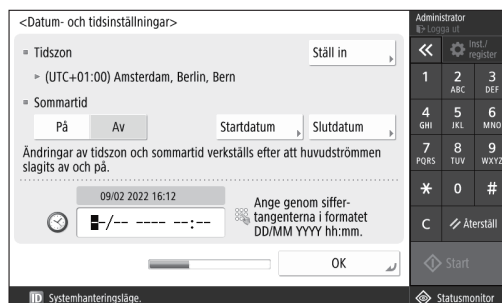 <Datum- och tidsinställningar>
Tidszon
Ställ in
(UTC+01:00) Amsterdam, Berlin, Bern
Sommartid
På
Av
Startdatum
Slutdatum
Ändringar av tidszon och sommartid verkställs efter att huvudströmmen
slagits av och på.
09/02 2022 16:12
--/-- ---- --:--
Ange genom siffer-
tangenterna i formatet
DD/MM YYYY hh:mm.
OK
ID Systemhanteringsläge.
Administrator
Logga ut
Inst./
register
1
2
ABC
3
DEF
4
GHI
5
JKL
6
MNO
7
PQRS
8
TUV
9
WXYZ
0
#
C
Återställ
Start
Statusmonitor